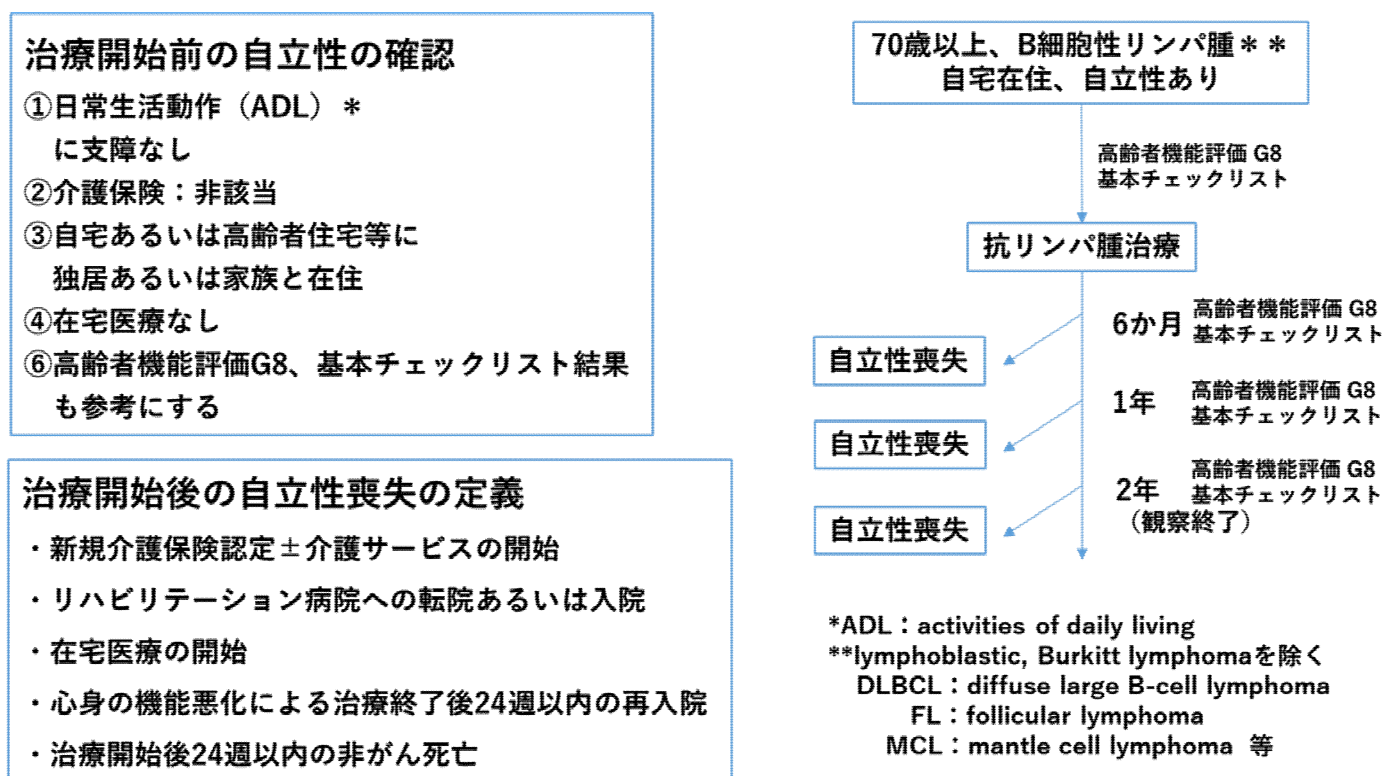 治療開始前の自立性の確認
①日常生活動作（ADL）＊
に支障なし
②介護保険：非該当
③自宅あるいは高齢者住宅等に
独居あるいは家族と在住
④在宅医療なし
⑥高齢者機能評価G8、基本チェックリスト結果
も参考にする
治療開始後の自立性喪失の定義
・新規介護保険認定±介護サービスの開始
・リハビリテーション病院への転院あるいは入院
・在宅医療の開始
・心身の機能悪化による治療終了後24週以内の再入院
・治療開始後24週以内の非がん死亡
70歳以上、B細胞性リンパ腫＊＊
自宅在住、自立性あり
高齢者機能評価 G8
基本チェックリスト
抗リンパ腫治療
6か月
高齢者機能評価 G8
基本チェックリスト
自立性喪失
1年
高齢者機能評価 G8
基本チェックリスト
自立性喪失
2年
（観察終了）
高齢者機能評価 G8
基本チェックリスト
自立性喪失
*ADL：activities of daily living
**lymphoblastic, Burkitt lymphomaを除く
DLBCL：diffuse large B-cell lymphoma
FL：follicular lymphoma
MCL：mantle cell lymphoma 等